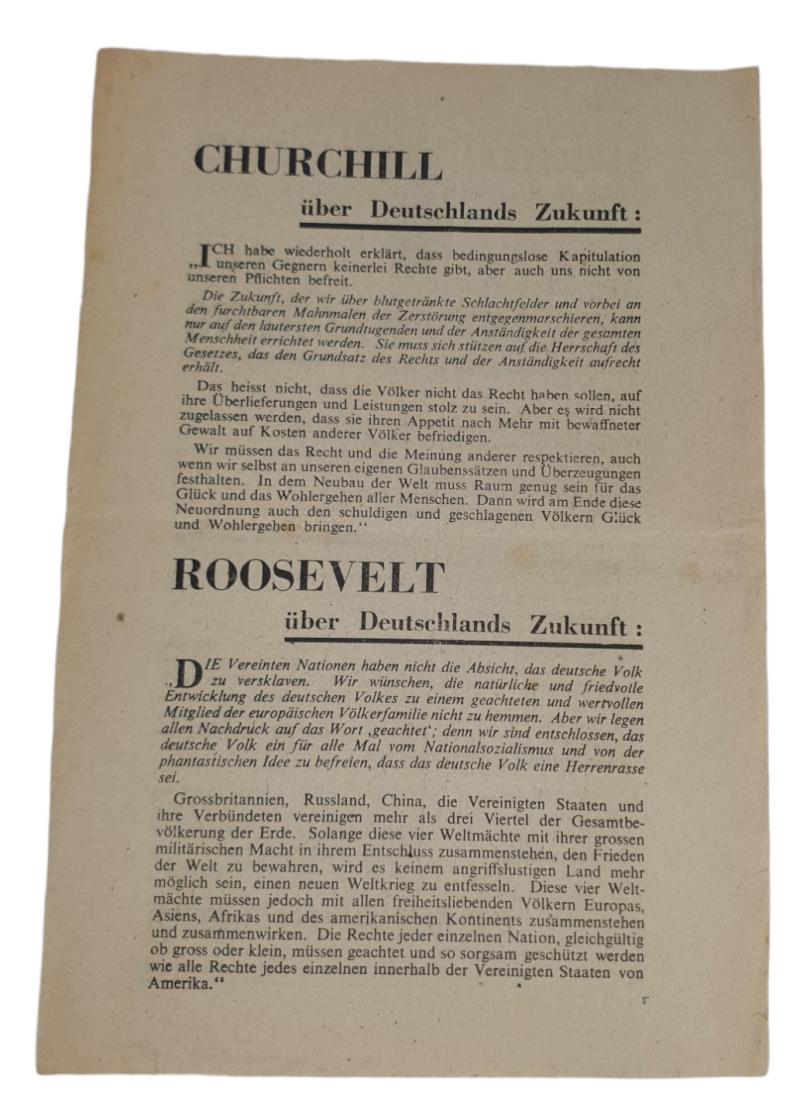 CHURCHILL
über Deutschlands Zukunft :
„ICH habe wiederholt erklärt, dass bedingungslose Kapitulation
unseren Gegnern keinerlei Rechte gibt, aber auch uns nicht von
unseren Pflichten befreit.
Die Zukunft, der wir über blutgetränkte Schlachtfelder und vorbei an
den furchtbaren Mahnmalen der Zerstörung entgegenmarschieren, kann
nur auf den lautersten Grundtugenden und der Anständigkeit der gesamten
Menschheit errichtet werden. Sie muss sich stützen auf die Herrschaft des
Gesetzes, das den Grundsatz des Rechts und der Anständigkeit aufrecht
erhält.
Das heisst nicht, dass die Völker nicht das Recht haben sollen, auf
ihre Überlieferungen und Leistungen stolz zu sein. Aber es wird nicht
zugelassen werden, dass sie ihren Appetit nach Mehr mit bewaffneter
Gewalt auf Kosten anderer Völker befriedigen.
Wir müssen das Recht und die Meinung anderer respektieren, auch
wenn wir selbst an unseren eigenen Glaubenssätzen und Überzeugungen
festhalten. In dem Neubau der Welt muss Raum genug sein für das
Glück und das Wohlergehen aller Menschen. Dann wird am Ende diese
Neuordnung auch den schuldigen und geschlagenen Völkern Glück
und Wohlergehen bringen.“
ROOSEVELT
über Deutschlands Zukunft :
„DIE Vereinten Nationen haben nicht die Absicht, das deutsche Volk
zu versklaven. Wir wünschen, die natürliche und friedvolle
Entwicklung des deutschen Volkes zu einem geachteten und wertvollen
Mitglied der europäischen Völkerfamilie nicht zu hemmen. Aber wir legen
allen Nachdruck auf das Wort ‚geachtet‘; denn wir sind entschlossen, das
deutsche Volk ein für alle Mal vom Nationalsozialismus und von der
phantastischen Idee zu befreien, dass das deutsche Volk eine Herrenrasse
sei.
Grossbritannien, Russland, China, die Vereinigten Staaten und
ihre Verbündeten vereinigen mehr als drei Viertel der Gesamtbe-
völkerung der Erde. Solange diese vier Weltmächte mit ihrer grossen
militärischen Macht in ihrem Entschluss zusammenstehen, den Frieden
der Welt zu bewahren, wird es keinem angriffslustigen Land mehr
möglich sein, einen neuen Weltkrieg zu entfesseln. Diese vier Welt-
mächte müssen jedoch mit allen freiheitsliebenden Völkern Europas,
Asiens, Afrikas und des amerikanischen Kontinents zusammenstehen
und zusammenwirken. Die Rechte jeder einzelnen Nation, gleichgültig
ob gross oder klein, müssen geachtet und so sorgsam geschützt werden
wie alle Rechte jedes einzelnen innerhalb der Vereinigten Staaten von
Amerika.“
r